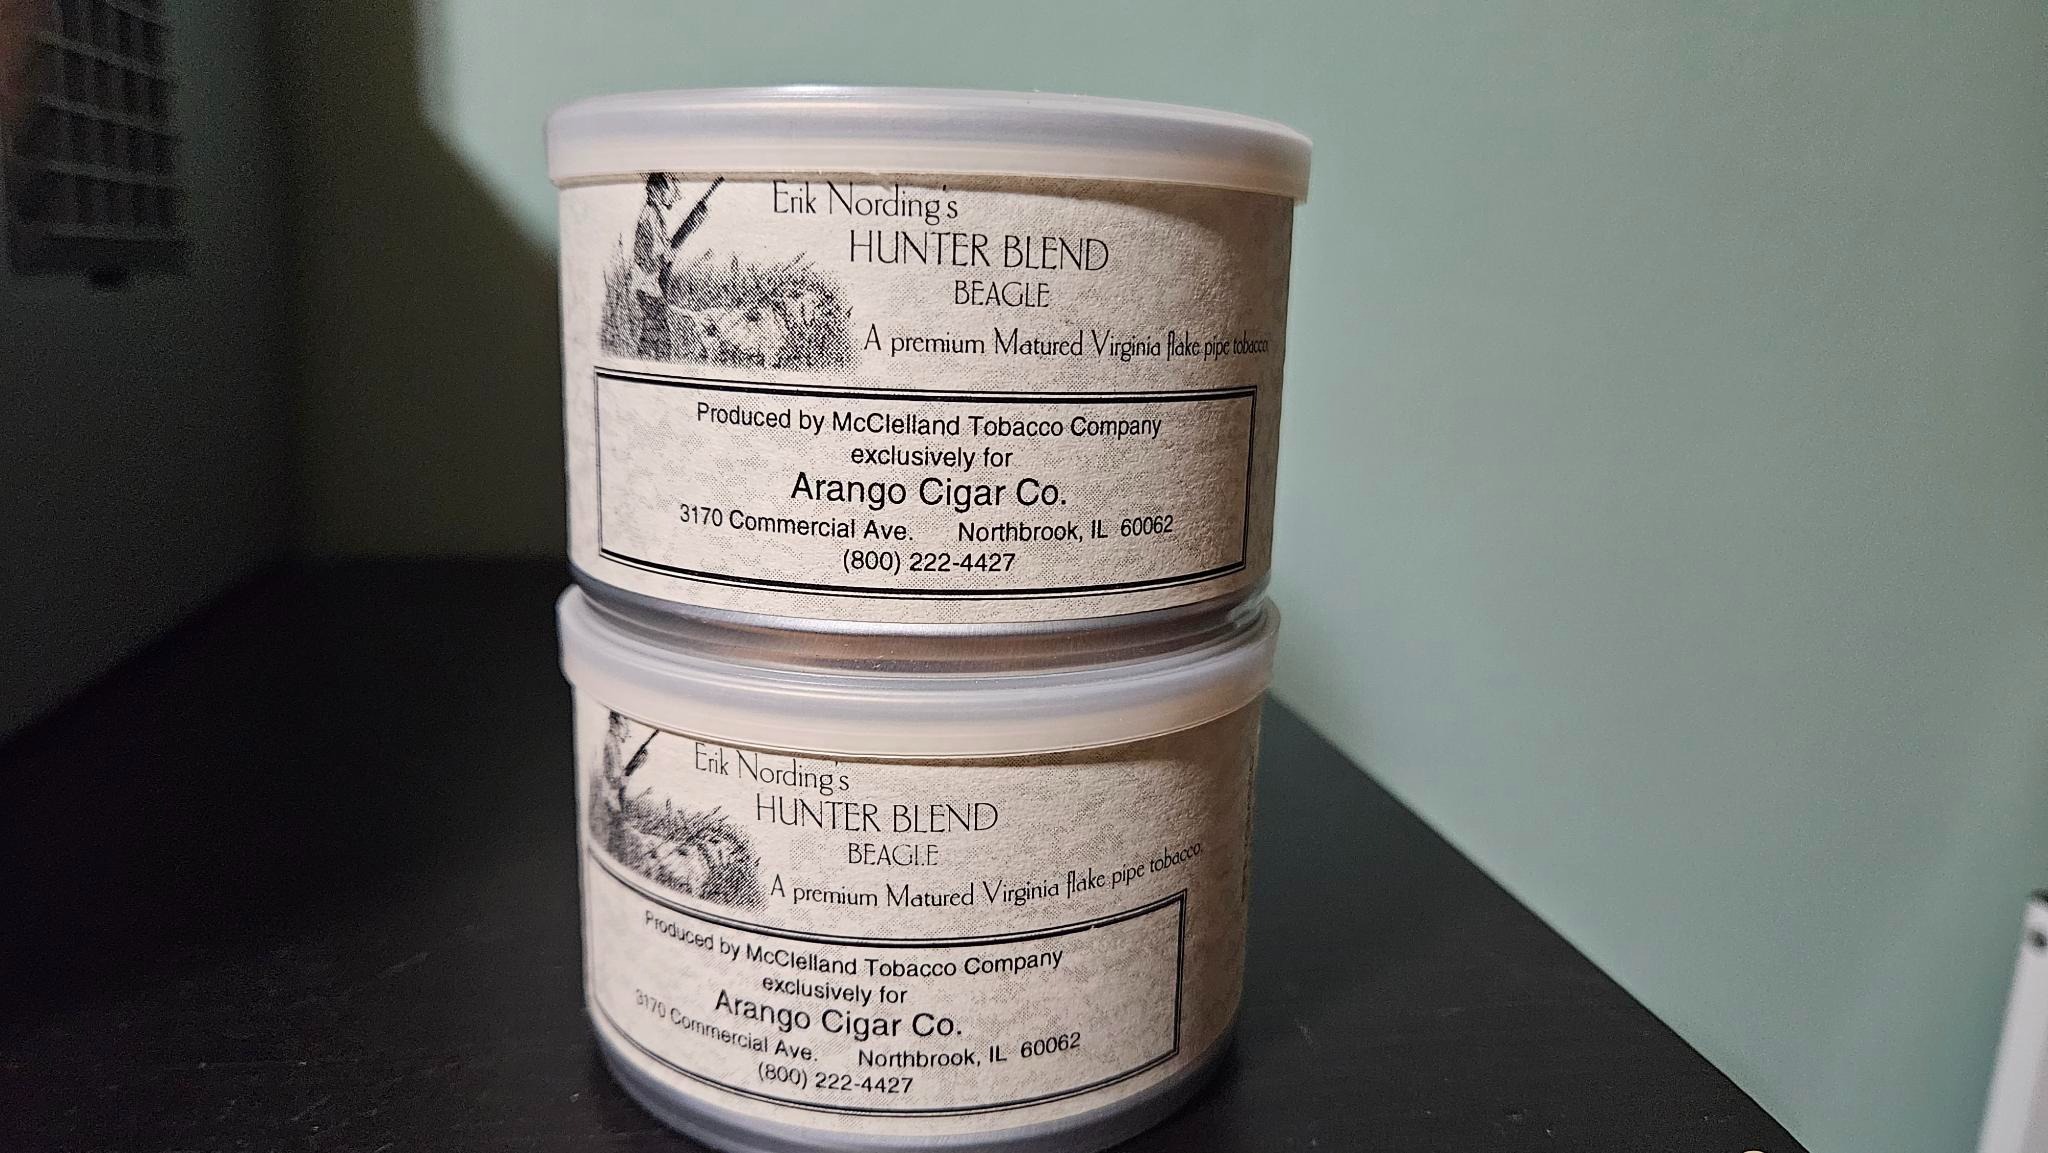 Erik Nording's
HUNTER BLEND
BEAGLE
A premium Matured Virginia flake pipe tobacco.
Produced by McClelland Tobacco Company
exclusively for
Arango Cigar Co.
3170 Commercial Ave. Northbrook, IL 60062
(800) 222-4427
Erik Nording's
HUNTER BLEND
BEAGLE
A premium Matured Virginia flake pipe tobacco.
Produced by McClelland Tobacco Company
exclusively for
Arango Cigar Co.
3170 Commercial Ave. Northbrook, IL 60062
(800) 222-4427